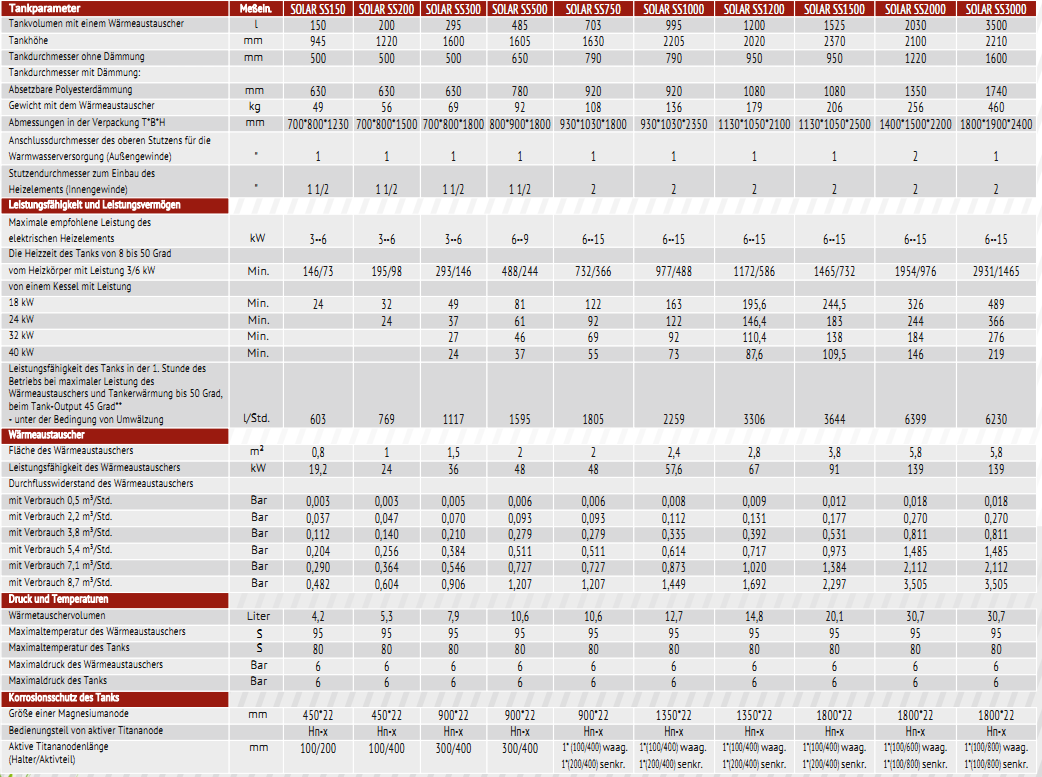 Tankparameter Meßein. SOLAR SS150 SOLAR SS200 SOLAR SS300 SOLAR SS500 SOLAR SS750 SOLAR SS1000 SOLAR SS1200 SOLAR SS1500 SOLAR SS2000 SOLAR SS3000
Tankvolumen mit einem Wärmeaustauscher l 150 200 295 485 703 995 1200 1525 2030 3500
Tankhöhe mm 945 1220 1600 1605 1630 2205 2020 2370 2100 2210
Tankdurchmesser ohne Dämmung mm 500 500 500 650 790 790 950 950 1220 1600
Tankdurchmesser mit Dämmung:
Absetzbare Polyesterdämmung mm 630 630 630 780 920 920 1080 1080 1350 1740
Gewicht mit dem Wärmeaustauscher kg 49 56 69 92 108 136 179 206 256 460
Abmessungen in der Verpackung T*B*H mm 700*800*1230 700*800*1500 700*800*1800 800*900*1800 930*1030*1800 930*1030*2350 1130*1050*2100 1130*1050*2500 1400*1500*2200 1800*1900*2400
Anschlussdurchmesser des oberen Stutzens für die
Warmwasserversorgung (Außengewinde) " 1 1 1 1 1 1 1 1 2 1
Stutzendurchmesser zum Einbau des
Heizelements (Innengewinde) " 1 1/2 1 1/2 1 1/2 1 1/2 2 2 2 2 2 2
Leistungsfähigkeit und Leistungsvermögen
Maximale empfohlene Leistung des
elektrischen Heizelements kW 3--6 3--6 3--6 6--9 6--15 6--15 6--15 6--15 6--15 6--15
Die Heizzeit des Tanks von 8 bis 50 Grad
vom Heizkörper mit Leistung 3/6 kW Min. 146/73 195/98 293/146 488/244 732/366 977/488 1172/586 1465/732 1954/976 2931/1465
von einem Kessel mit Leistung
18 kW Min. 24 32 49 81 122 163 195,6 244,5 326 489
24 kW Min. 24 37 61 92 122 146,4 183 244 366
32 kW Min. 27 46 69 92 110,4 138 184 276
40 kW Min. 24 37 55 73 87,6 109,5 146 219
Leistungsfähigkeit des Tanks in der 1. Stunde des
Betriebs bei maximaler Leistung des
Wärmeaustauschers und Tankerwärmung bis 50 Grad,
beim Tank-Output 45 Grad**
- unter der Bedingung von Umwälzung l/Std. 603 769 1117 1595 1805 2259 3306 3644 6399 6230
Wärmeaustauscher
Fläche des Wärmeaustauschers m² 0,8 1 1,5 2 2 2,4 2,8 3,8 5,8 5,8
Leistungsfähigkeit des Wärmeaustauschers kW 19,2 24 36 48 48 57,6 67 91 139 139
Durchflusswiderstand des Wärmeaustauschers
mit Verbrauch 0,5 m³/Std. Bar 0,003 0,003 0,005 0,006 0,006 0,008 0,009 0,012 0,018 0,018
mit Verbrauch 2,2 m³/Std. Bar 0,037 0,047 0,070 0,093 0,093 0,112 0,131 0,177 0,270 0,270
mit Verbrauch 3,8 m³/Std. Bar 0,112 0,140 0,210 0,279 0,279 0,335 0,392 0,531 0,811 0,811
mit Verbrauch 5,4 m³/Std. Bar 0,204 0,256 0,384 0,511 0,511 0,614 0,717 0,973 1,485 1,485
mit Verbrauch 7,1 m³/Std. Bar 0,290 0,364 0,546 0,727 0,727 0,873 1,020 1,384 2,112 2,112
mit Verbrauch 8,7 m³/Std. Bar 0,482 0,604 0,906 1,207 1,207 1,449 1,692 2,297 3,505 3,505
Druck und Temperaturen
Wärmetauschervolumen Liter 4,2 5,3 7,9 10,6 10,6 12,7 14,8 20,1 30,7 30,7
Maximaltemperatur des Wärmeaustauschers S 95 95 95 95 95 95 95 95 95 95
Maximaltemperatur des Tanks S 80 80 80 80 80 80 80 80 80 80
Maximaldruck des Wärmeaustauschers Bar 6 6 6 6 6 6 6 6 6 6
Maximaldruck des Tanks Bar 6 6 6 6 6 6 6 6 6 6
Korrosionsschutz des Tanks
Größe einer Magnesiumanode mm 450*22 450*22 900*22 900*22 900*22 1350*22 1350*22 1800*22 1800*22 1800*22
Bedienungsteil von aktiver Titananode Hn-x Hn-x Hn-x Hn-x Hn-x Hn-x Hn-x Hn-x Hn-x Hn-x
Aktive Titananodenlänge mm 100/200 100/400 300/400 300/400 1*(100/400) waag. 1*(100/400) waag. 1*(100/400) waag. 1*(100/400) waag. 1*(100/600) waag. 1*(100/800) waag.
(Halter/Aktivteil) 1*(200/400) senkr. 1*(200/400) senkr. 1*(200/400) senkr. 1*(200/400) senkr. 1*(100/800) senkr. 1*(100/800) senkr.